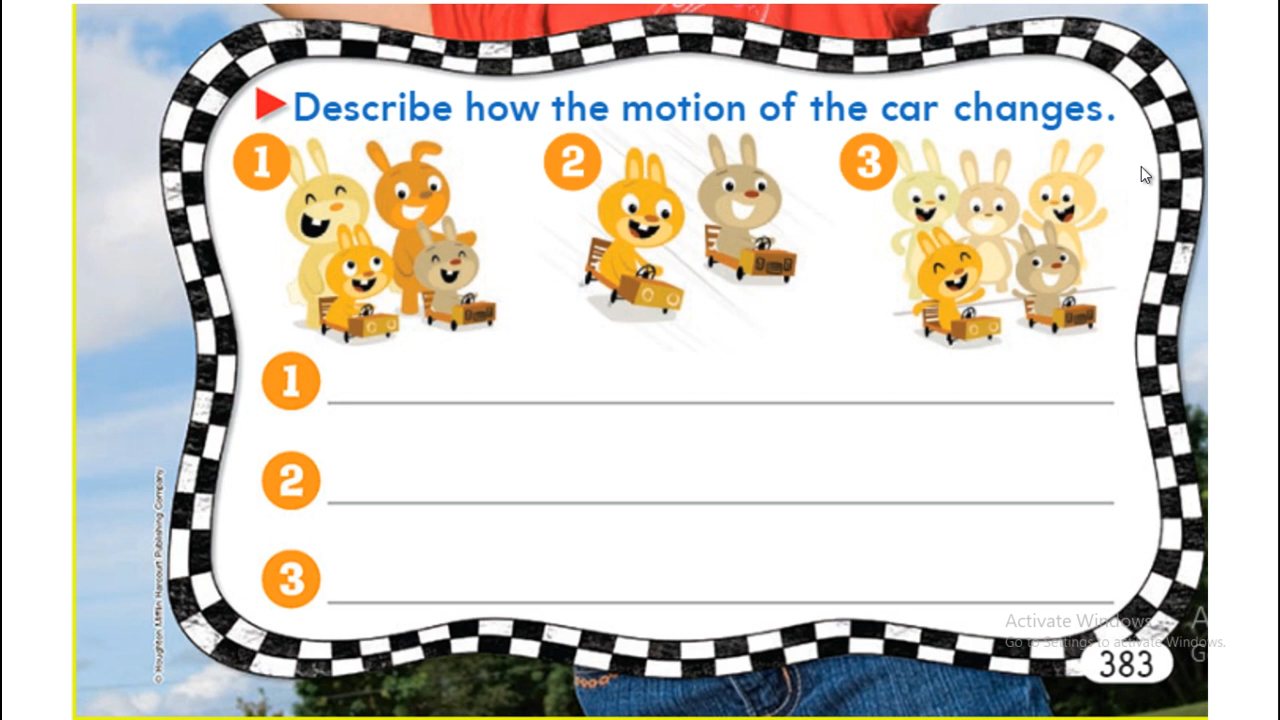 Describe how the motion of the car changes.
1 2 3
1
2
3
© Houghton Mifflin Harcourt Publishing Company
Activate Windows
Go to Settings to activate Windows.
383